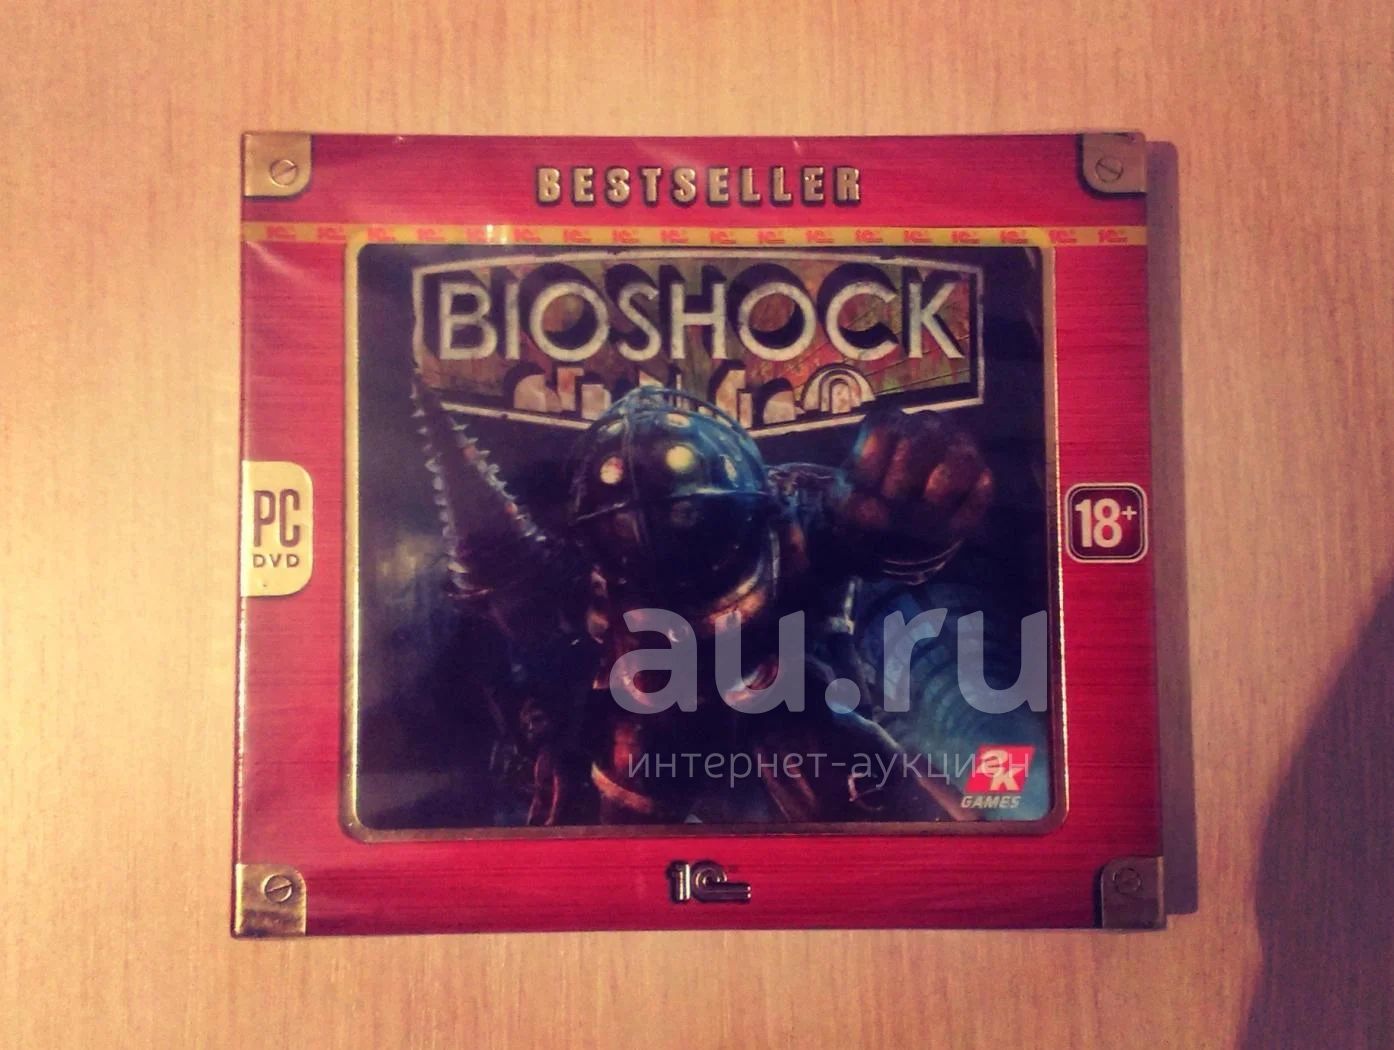 BESTSELLER
BIOSHOCK
PC
DVD
18+
au.ru
интернет-аукцион
2K
GAMES
1C